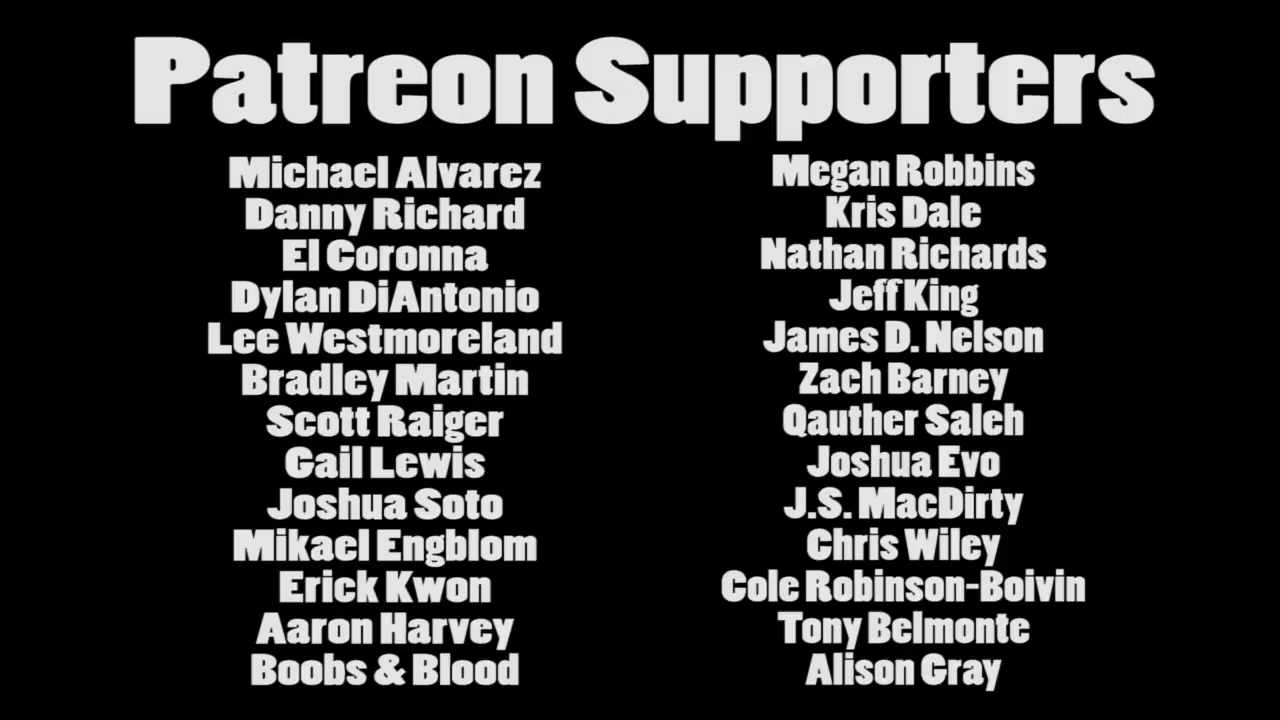 Patreon Supporters
Michael Alvarez
Danny Richard
El Coronna
Dylan DiAntonio
Lee Westmoreland
Bradley Martin
Scott Raiger
Gail Lewis
Joshua Soto
Mikael Engblom
Erick Kwon
Aaron Harvey
Boobs & Blood
Megan Robbins
Kris Dale
Nathan Richards
Jeff King
James D. Nelson
Zach Barney
Qauther Saleh
Joshua Evo
J.S. MacDirty
Chris Wiley
Cole Robinson-Boivin
Tony Belmonte
Alison Gray